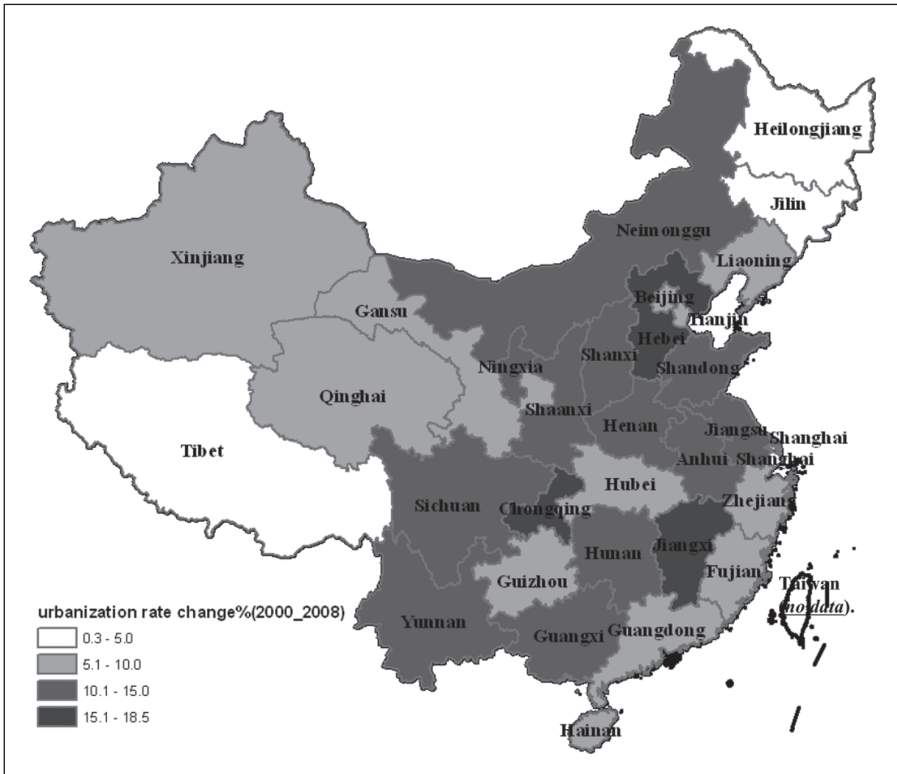 Heilongjiang
Jilin
Neimonggu
Liaoning
Xinjiang
Beijing
Gansu
Tianjin
Hebei
Shanxi
Ningxia
Shandong
Qinghai
Shaanxi
Henan
Jiangsu
Shanghai
Tibet
Anhui
Shanghai
Hubei
Zhejiang
Sichuan
Chongqing
Jiangxi
Hunan
Fujian
Guizhou
Taiwan
(no data).
Yunnan
Guangxi
Guangdong
Hainan
urbanization rate change%(2000_2008)
0.3 - 5.0
5.1 - 10.0
10.1 - 15.0
15.1 - 18.5